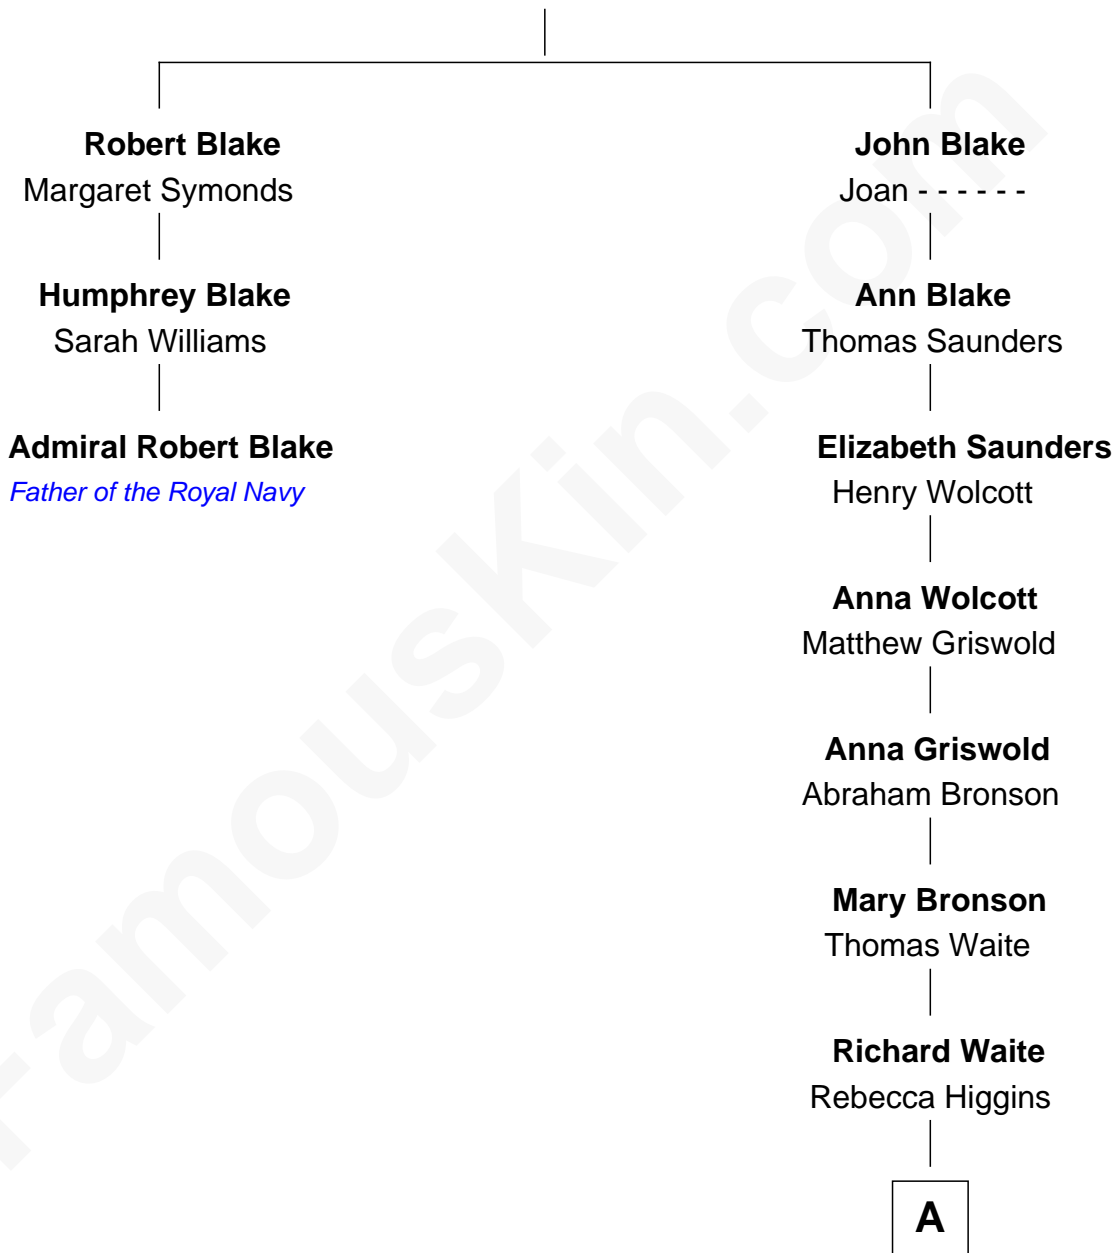 Robert Blake
Margaret Symonds
Humphrey Blake
Sarah Williams
Admiral Robert Blake
Father of the Royal Navy
John Blake
Joan - - - - - -
Ann Blake
Thomas Saunders
Elizabeth Saunders
Henry Wolcott
Anna Wolcott
Matthew Griswold
Anna Griswold
Abraham Bronson
Mary Bronson
Thomas Waite
Richard Waite
Rebecca Higgins
A
FamousKin.com